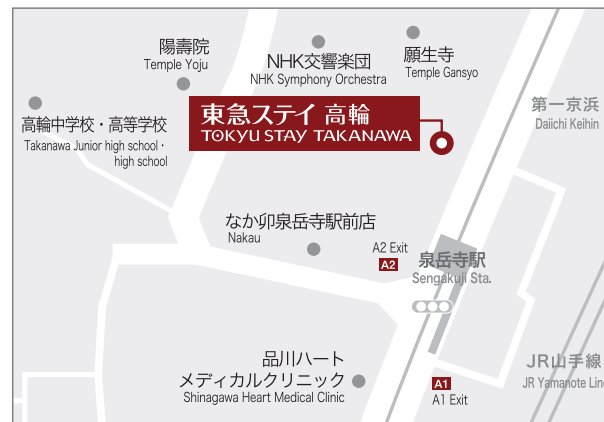 陽壽院
Temple Yoju
NHK交響楽団
NHK Symphony Orchestra
願生寺
Temple Gansyo
高輪中学校・高等学校
Takanawa Junior high school・
high school
東急ステイ 高輪
TOKYU STAY TAKANAWA
第一京浜
Daiichi Keihin
なか卯泉岳寺駅前店
Nakau
A2 Exit
A2
泉岳寺駅
Sengakuji Sta.
品川ハート
メディカルクリニック
Shinagawa Heart Medical Clinic
A1
A1 Exit
JR山手線
JR Yamanote Line